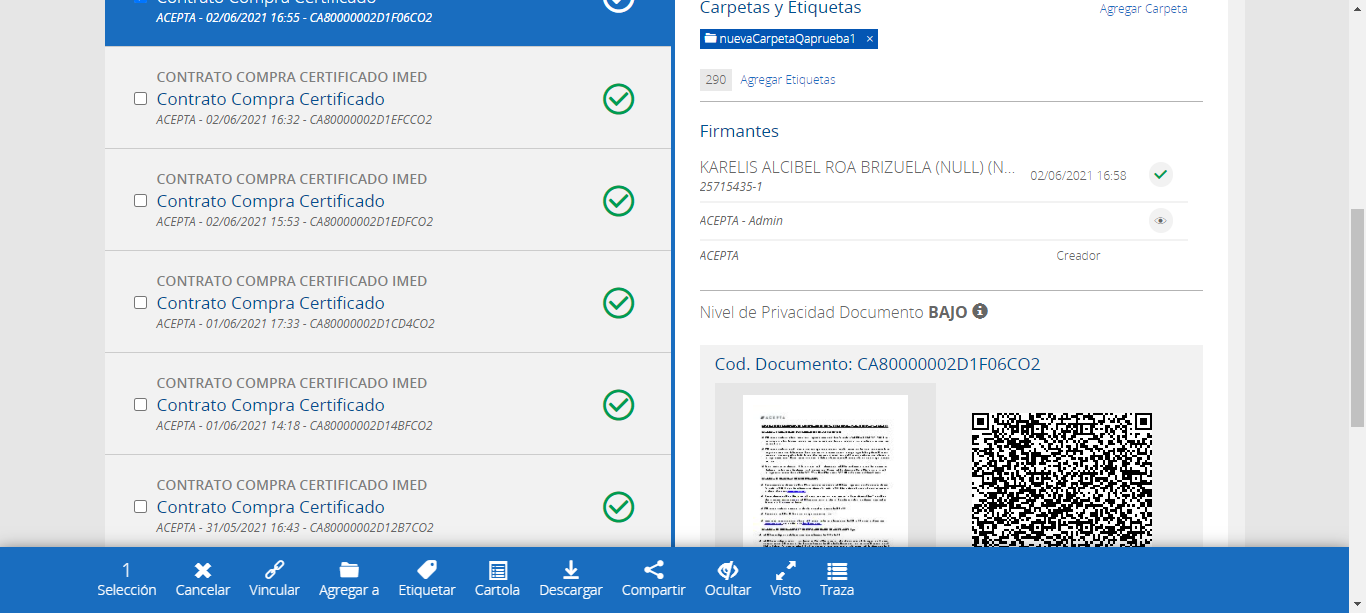 Contrato Compra Certificado
ACEPTA - 02/06/2021 16:55 - CA80000002D1F06CO2
CONTRATO COMPRA CERTIFICADO IMED
Contrato Compra Certificado
ACEPTA - 02/06/2021 16:32 - CA80000002D1EFCCO2
CONTRATO COMPRA CERTIFICADO IMED
Contrato Compra Certificado
ACEPTA - 02/06/2021 15:53 - CA80000002D1EDFCO2
CONTRATO COMPRA CERTIFICADO IMED
Contrato Compra Certificado
ACEPTA - 01/06/2021 17:33 - CA80000002D1CD4CO2
CONTRATO COMPRA CERTIFICADO IMED
Contrato Compra Certificado
ACEPTA - 01/06/2021 14:18 - CA80000002D14BFCO2
CONTRATO COMPRA CERTIFICADO IMED
Contrato Compra Certificado
ACEPTA - 31/05/2021 16:43 - CA80000002D12B7CO2
Carpetas y Etiquetas
Agregar Carpeta
nuevaCarpetaQaprueba1 ×
290 Agregar Etiquetas
Firmantes
KARELIS ALCIBEL ROA BRIZUELA (NULL) (N... 02/06/2021 16:58
25715435-1
ACEPTA - Admin
ACEPTA Creador
Nivel de Privacidad Documento BAJO
Cod. Documento: CA80000002D1F06CO2
ACEPTA
1
Selección Cancelar Vincular Agregar a Etiquetar Cartola Descargar Compartir Ocultar Visto Traza